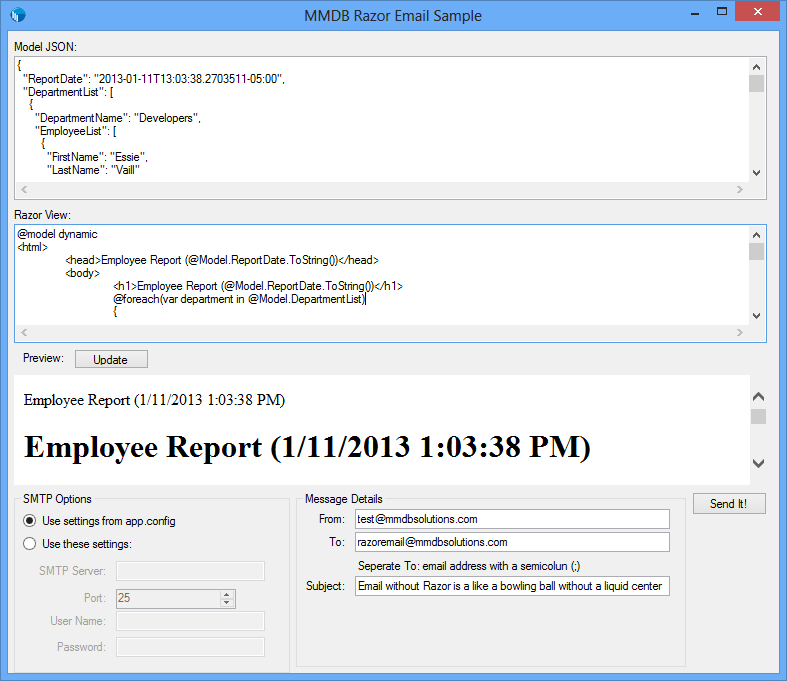 MMDB Razor Email Sample
Model JSON:
{
"ReportDate": "2013-01-11T13:03:38.2703511-05:00",
"DepartmentList": [
{
"DepartmentName": "Developers",
"EmployeeList": [
{
"FirstName": "Essie",
"LastName": "Vaill"
Razor View:
@model dynamic
<html>
<head>Employee Report (@Model.ReportDate.ToString())</head>
<body>
<h1>Employee Report (@Model.ReportDate.ToString())</h1>
@foreach(var department in @Model.DepartmentList)
{
Preview: Update
Employee Report (1/11/2013 1:03:38 PM)
Employee Report (1/11/2013 1:03:38 PM)
SMTP Options
Use settings from app.config
Use these settings:
SMTP Server:
Port: 25
User Name:
Password:
Message Details
From: test@mmdbsolutions.com
To: razoremail@mmdbsolutions.com
Seperate To: email address with a semicolun (;)
Subject: Email without Razor is a like a bowling ball without a liquid center
Send It!